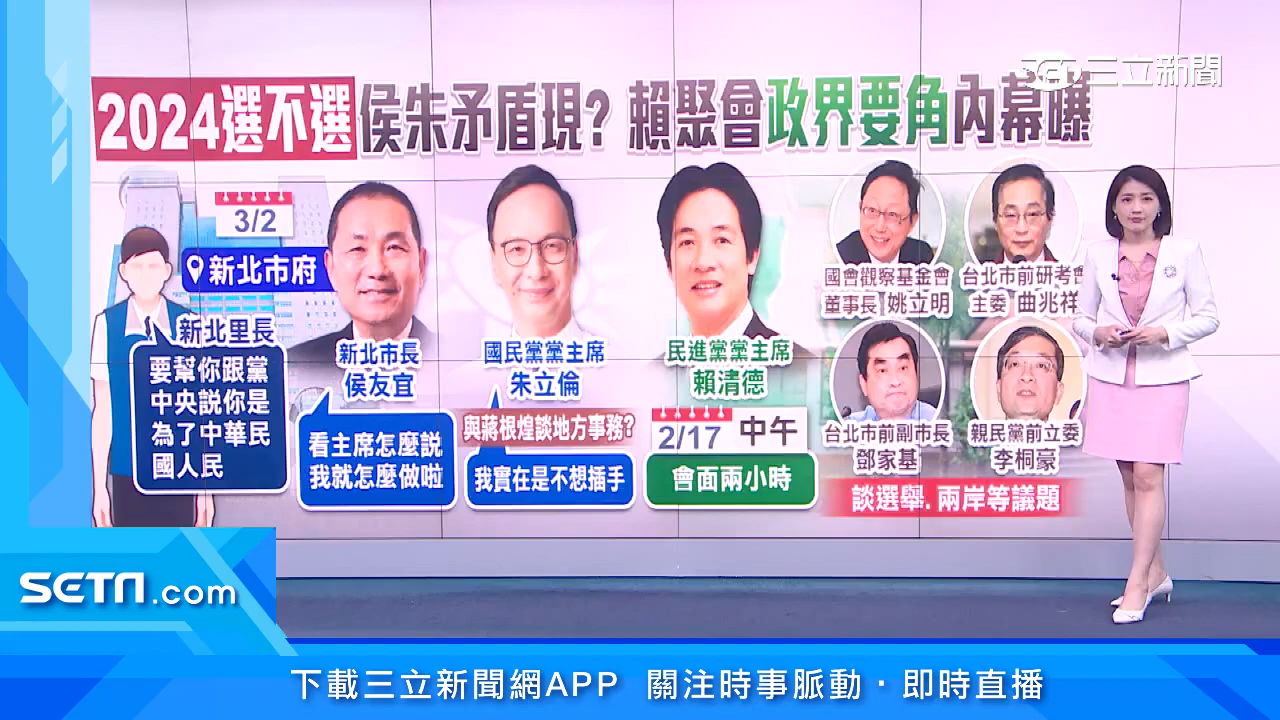 SETN 三立新聞
2024選不選 侯朱矛盾現? 賴聚會政界要角內幕曝
3/2
新北市府
新北里長
要幫你跟黨
中央說你是
為了中華民
國人民
新北市長
侯友宜
看主席怎麼說
我就怎麼做啦
國民黨黨主席
朱立倫
與蔣根煌談地方事務?
我實在是不想插手
民進黨黨主席
賴清德
2/17 中午
會面兩小時
國會觀察基金會
董事長 姚立明
台北市前研考會
主委 曲兆祥
台北市前副市長
鄧家基
親民黨前立委
李桐豪
談選舉.兩岸等議題
SETN.com
下載三立新聞網APP 關注時事脈動・即時直播